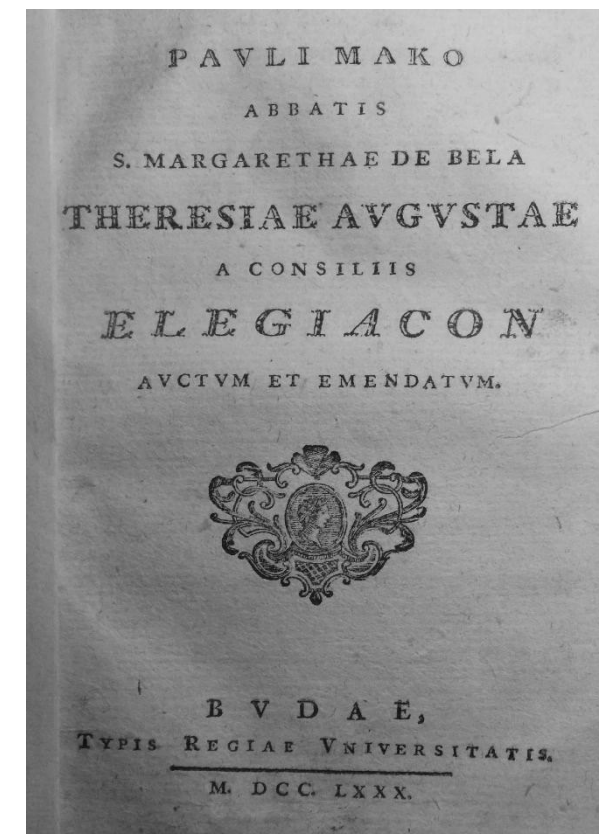 PAVLI MAKO
ABBATIS
S. MARGARETHAE DE BELA
THERESIAE AVGVSTAE
A CONSILIIS
ELEGIACON
AVCTVM ET EMENDATVM.
BVDAE,
TYPIS REGIAE VNIVERSITATIS.
M. DCC. LXXX.